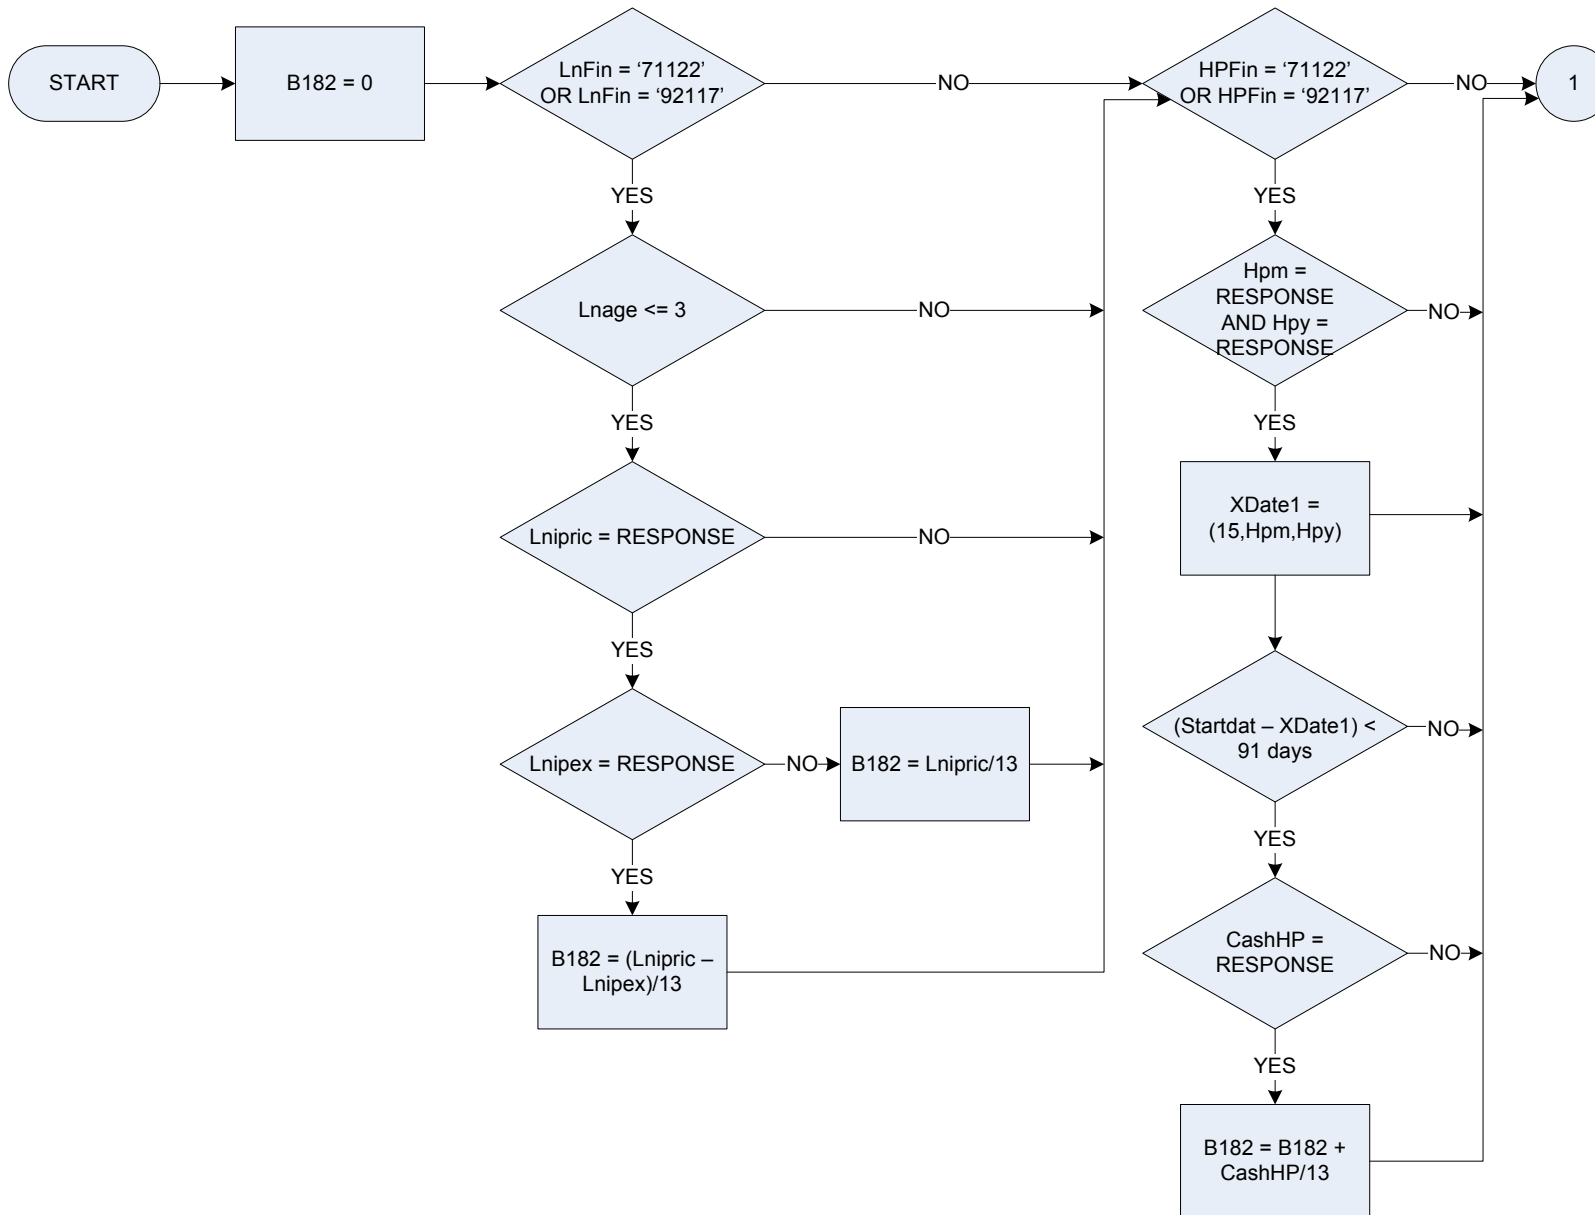 START
B182 = 0
LnFin = ‘71122’
OR LnFin = ‘92117’
NO
HPFin = ‘71122’
OR HPFin = ‘92117’
NO
1
YES
YES
Lnage <= 3
NO
Hpm =
RESPONSE
AND Hpy =
RESPONSE
NO
YES
YES
Lnipric = RESPONSE
NO
XDate1 =
(15,Hpm,Hpy)
YES
Lnipex = RESPONSE
NO
B182 = Lnipric/13
(Startdat – XDate1) <
91 days
NO
YES
YES
B182 = (Lnipric –
Lnipex)/13
CashHP =
RESPONSE
NO
YES
B182 = B182 +
CashHP/13